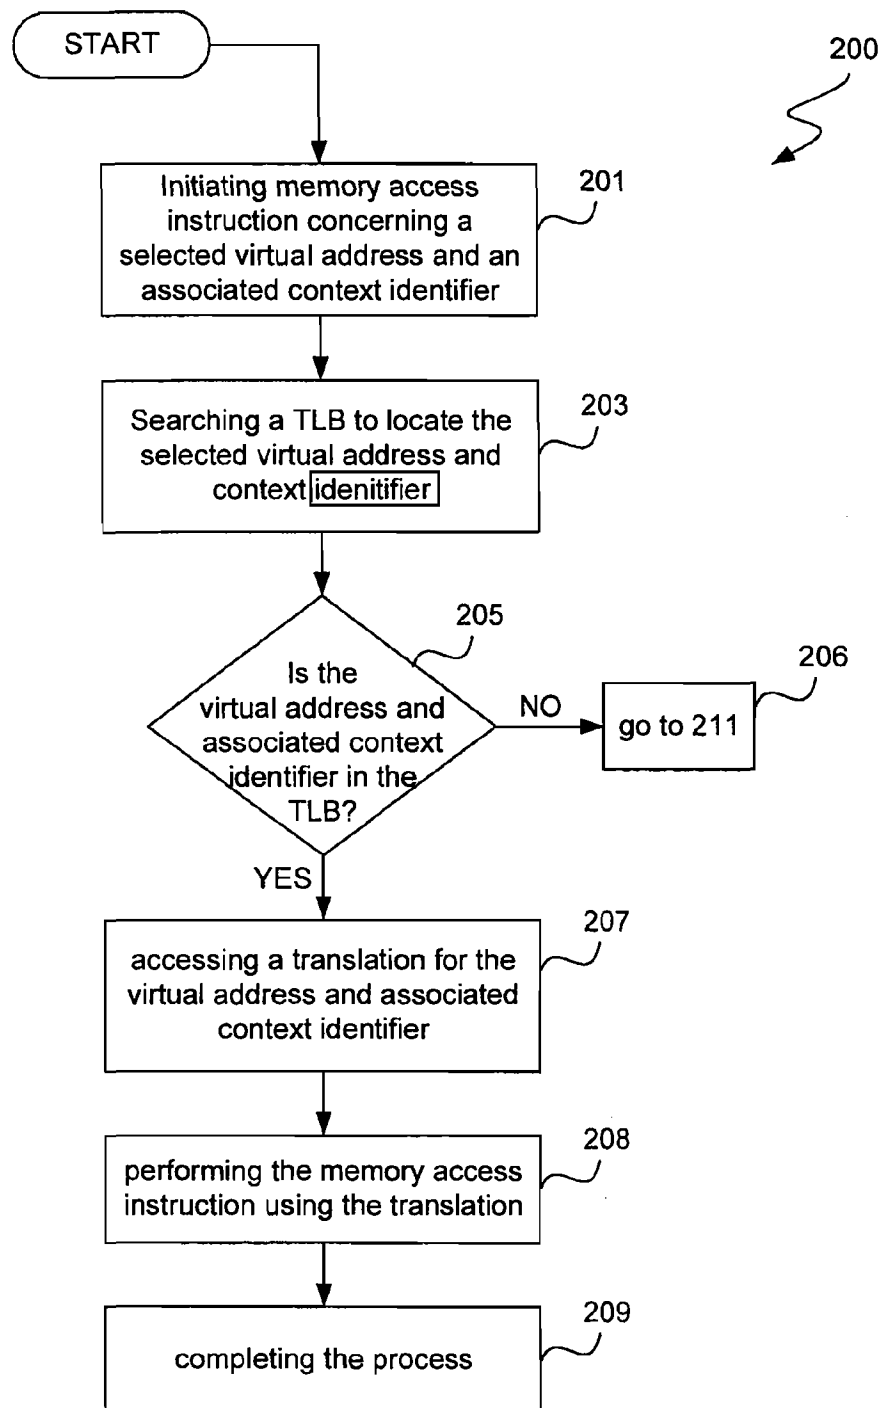 START
200
Initiating memory access
instruction concerning a
selected virtual address and an
associated context identifier
201
Searching a TLB to locate the
selected virtual address and
context idenitifier
203
205
Is the
virtual address and
associated context
identifier in the
TLB?
NO
206
go to 211
YES
207
accessing a translation for the
virtual address and associated
context identifier
208
performing the memory access
instruction using the translation
209
completing the process